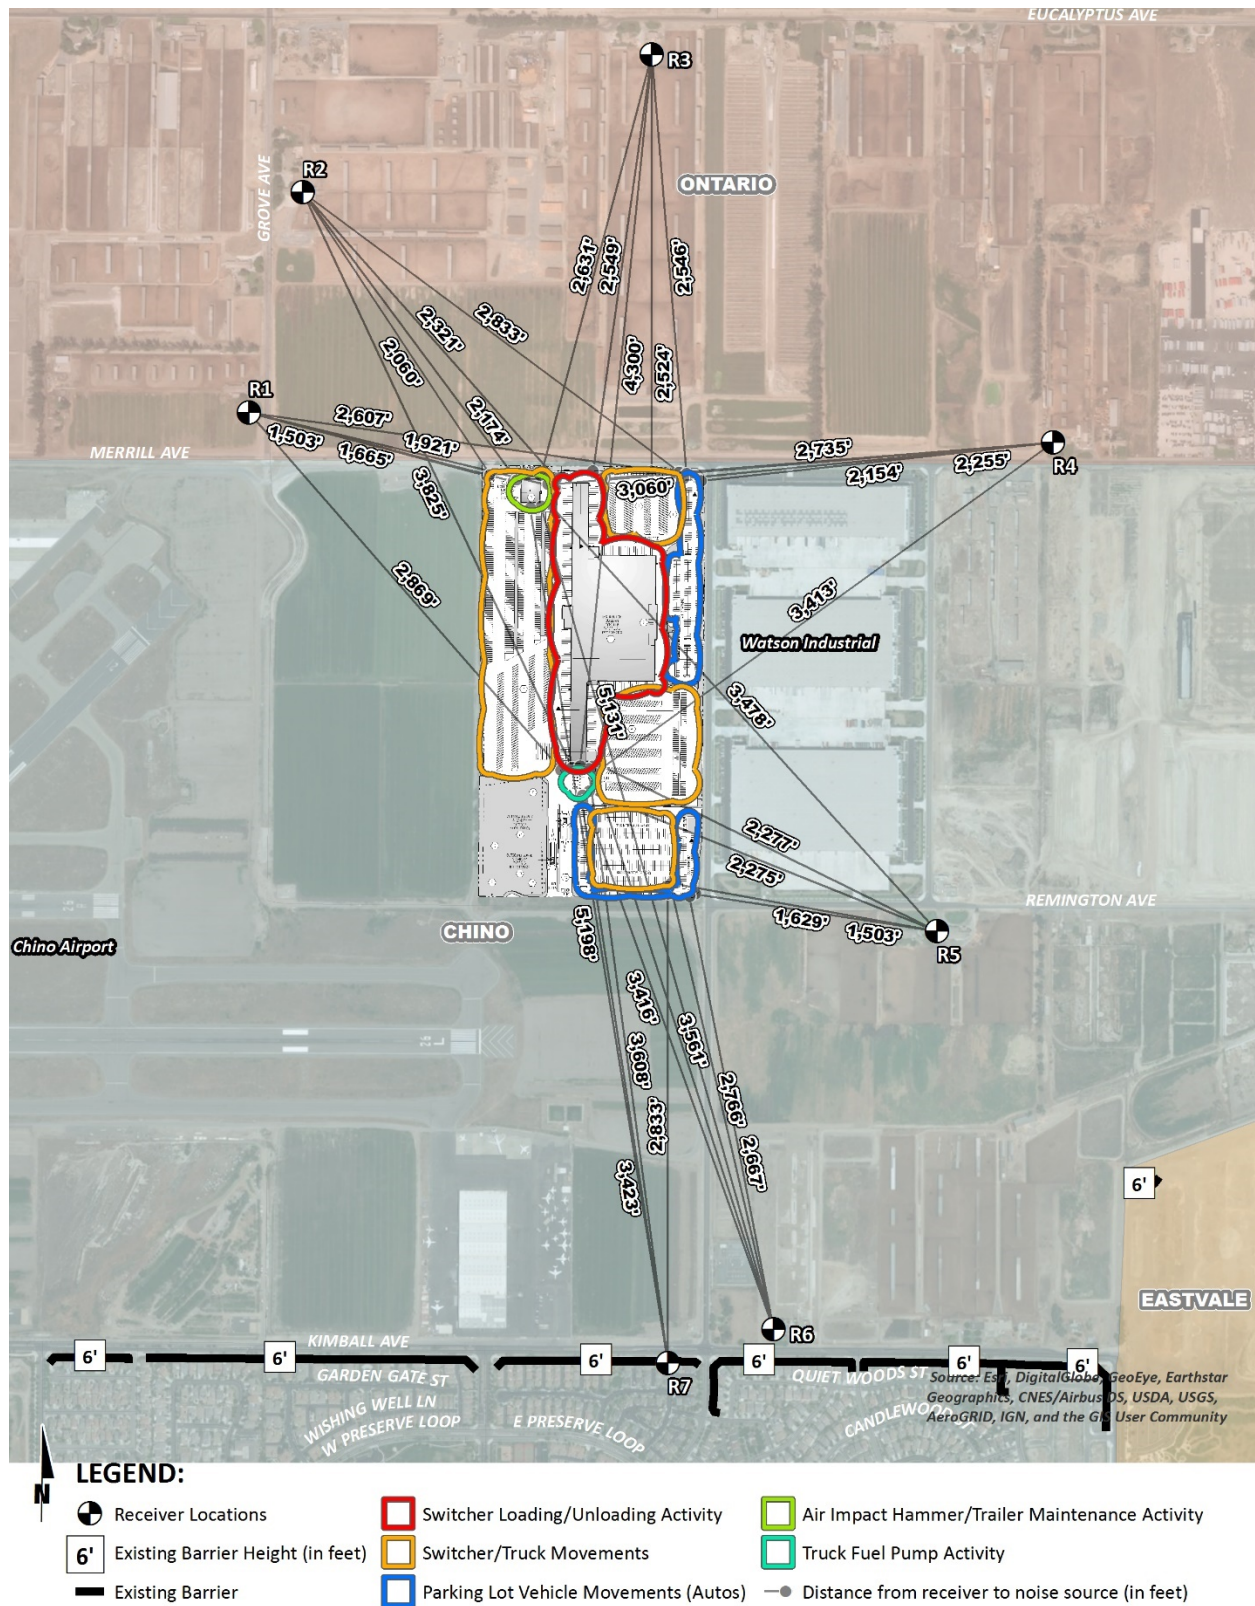 EUCALYPTUS AVE
R3
R2
ONTARIO
GROVE AVE
2,631'
2,549'
2,546'
2,833'
2,321'
2,060'
4,300'
2,524'
R1
2,607'
2,174'
1,503'
1,921'
1,665'
2,735'
2,154'
2,255'
R4
MERRILL AVE
3,825'
3,060'
2,869'
3,413'
Watson Industrial
5,131'
3,478'
2,277'
2,275'
1,629'
1,503'
REMINGTON AVE
R5
5,198'
CHINO
Chino Airport
26
L
3,416'
3,561'
3,608'
2,833'
2,766'
2,667'
3,423'
6'
EASTVALE
R6
KIMBALL AVE
6'
6'
6'
R7
6'
6'
6'
GARDEN GATE ST
QUIET WOODS ST
WISHING WELL LN
W PRESERVE LOOP
E PRESERVE LOOP
CANDLEWOOD ST
Source: Esri, DigitalGlobe, GeoEye, Earthstar
Geographics, CNES/Airbus DS, USDA, USGS,
AeroGRID, IGN, and the GIS User Community
N
LEGEND:
Receiver Locations
6' Existing Barrier Height (in feet)
Existing Barrier
Switcher Loading/Unloading Activity
Switcher/Truck Movements
Parking Lot Vehicle Movements (Autos)
Air Impact Hammer/Trailer Maintenance Activity
Truck Fuel Pump Activity
Distance from receiver to noise source (in feet)